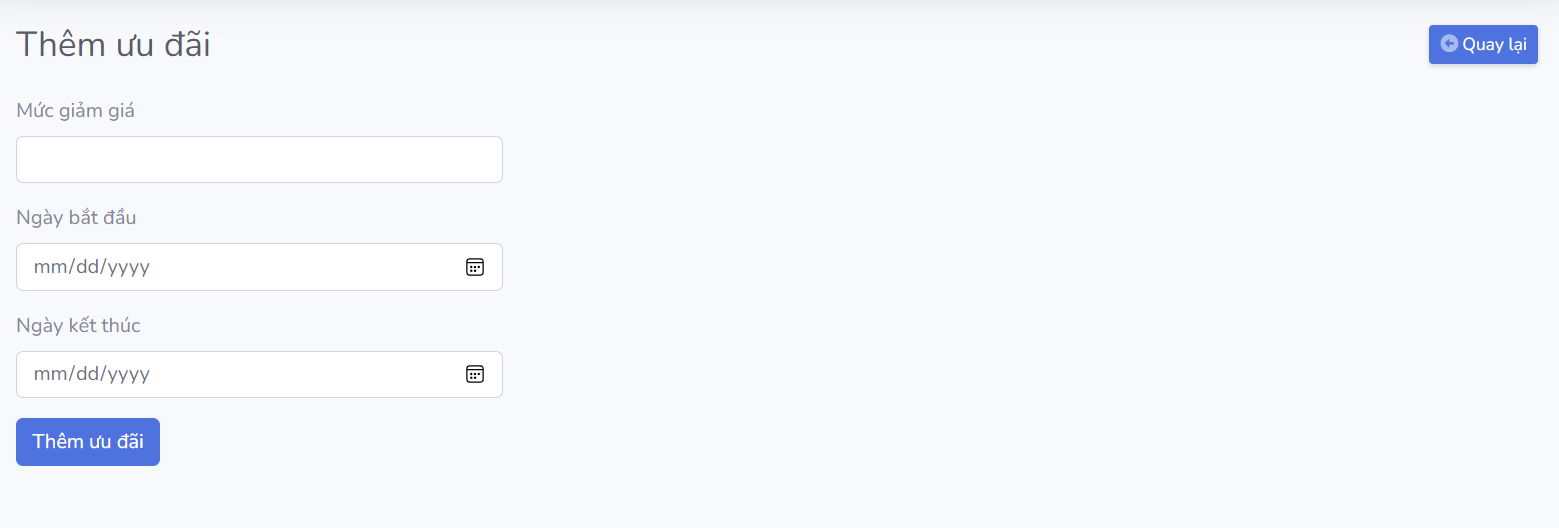 Thêm ưu đãi
Quay lại
Mức giảm giá
Ngày bắt đầu
mm/dd/yyyy
Ngày kết thúc
mm/dd/yyyy
Thêm ưu đãi